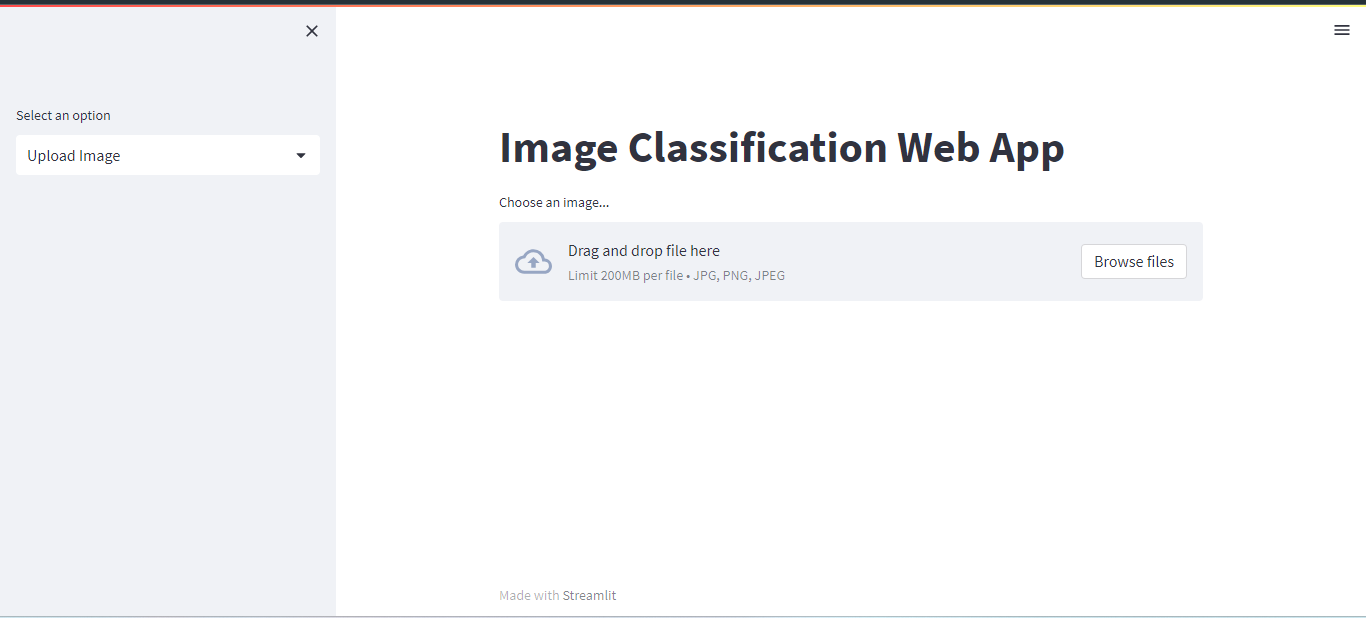 Select an option
Upload Image
Image Classification Web App
Choose an image...
Drag and drop file here
Limit 200MB per file • JPG, PNG, JPEG
Browse files
Made with Streamlit